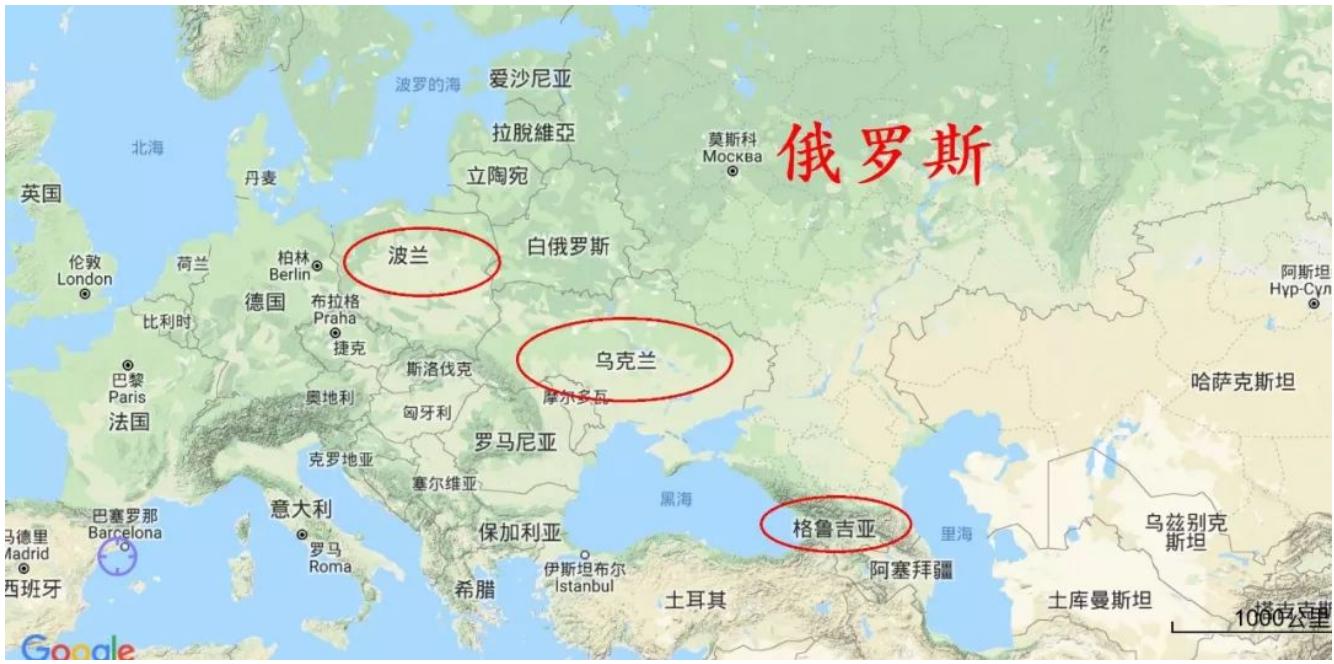 爱沙尼亚
波罗的海
拉脫維亞
莫斯科
Москва
俄罗斯
北海
丹麦
立陶宛
英国
白俄罗斯
波兰
伦敦
London
荷兰
柏林
Berlin
阿斯坦
Нұр-Сұл
德国
布拉格
Praha
比利时
捷克
乌克兰
斯洛伐克
巴黎
Paris
哈萨克斯坦
奥地利
摩尔多瓦
匈牙利
法国
罗马尼亚
克罗地亚
塞尔维亚
黑海
意大利
巴塞罗那
Barcelona
马德里
Madrid
保加利亚
格鲁吉亚
里海
乌兹别克
斯坦
罗马
Roma
伊斯坦布尔
İstanbul
阿塞拜疆
西班牙
希腊
土耳其
土库曼斯坦
1000公里
Google